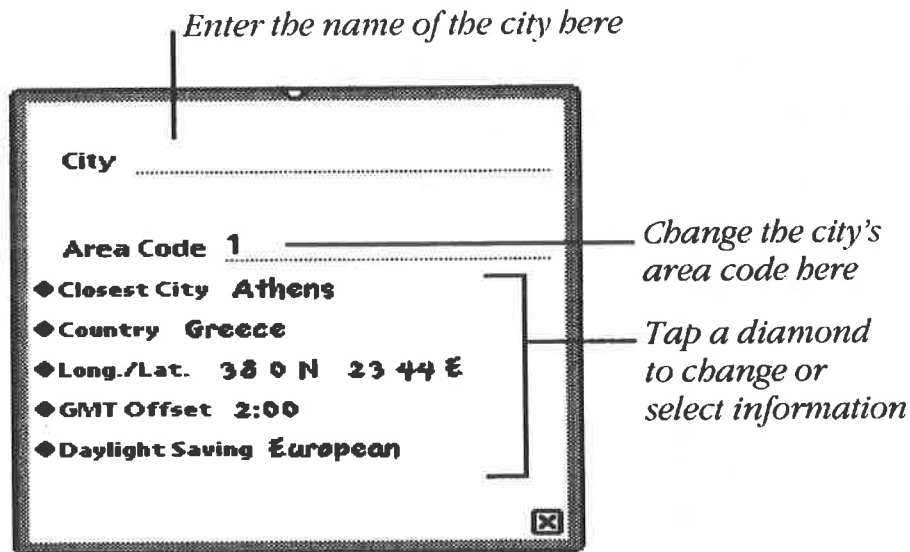 Enter the name of the city here
City
Area Code 1
Change the city's
area code here
◆Closest City Athens
◆Country Greece
◆Long./Lat. 38 0 N 23 44 E
◆GMT Offset 2:00
◆Daylight Saving European
Tap a diamond
to change or
select information